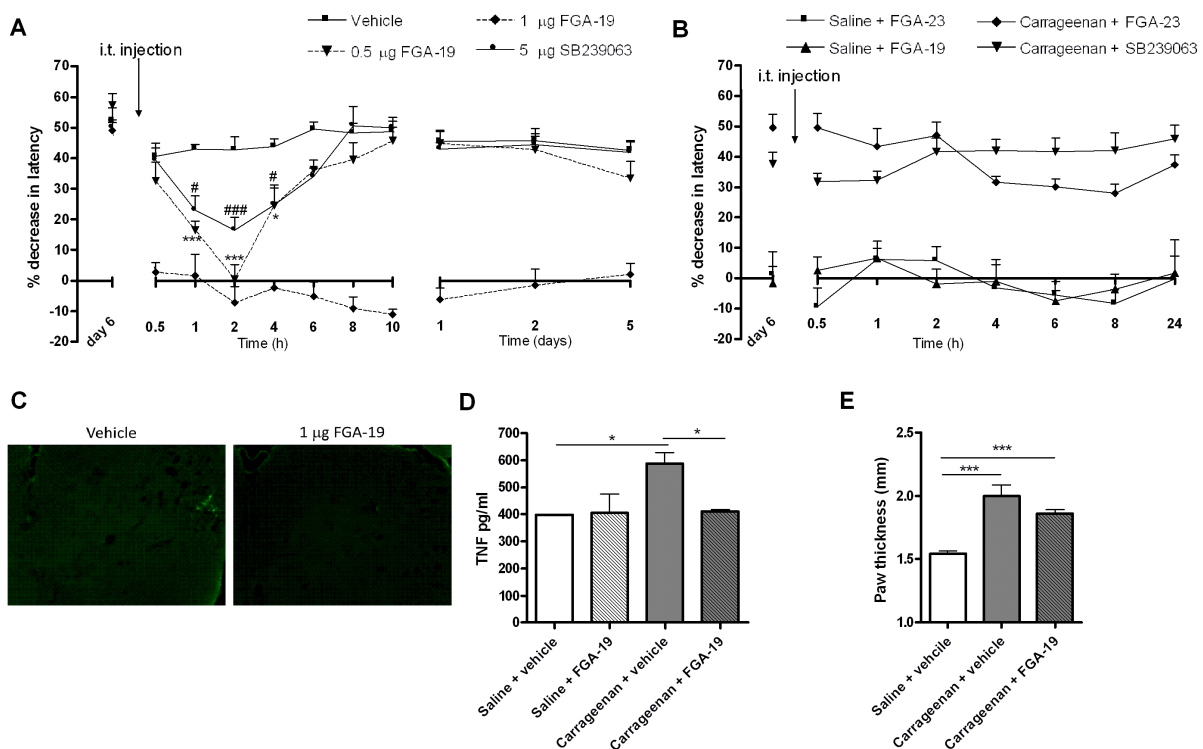 A
Vehicle
1 μg FGA-19
0.5 μg FGA-19
5 μg SB239063
i.t. injection
% decrease in latency
70
60
50
40
30
20
10
0
-10
-20
#
###
#
***
***
*
day 6
0.5 1 2 4 6 8 10
Time (h)
1 2 5
Time (days)
B
Saline + FGA-23
Carrageenan + FGA-23
Saline + FGA-19
Carrageenan + SB239063
i.t. injection
% decrease in latency
70
60
50
40
30
20
10
0
-10
-20
day 6
0.5 1 2 4 6 8 24
Time (h)
C
Vehicle
1 μg FGA-19
D
TNF pg/ml
700
600
500
400
300
200
100
0
*
*
Saline + vehicle
Saline + FGA-19
Carrageenan + vehicle
Carrageenan + FGA-19
E
Paw thickness (mm)
2.5
2.0
1.5
1.0
***
***
Saline + vehcile
Carrageenan + vehicle
Carrageenan + FGA-19